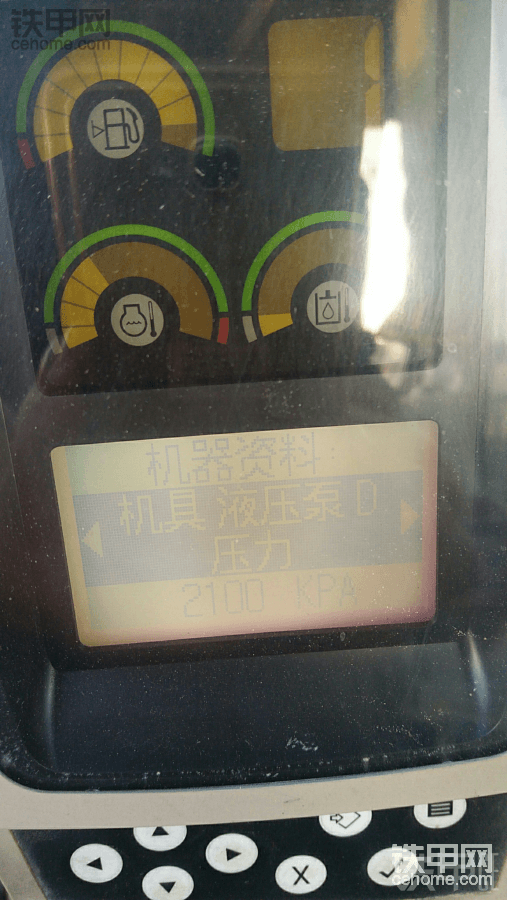 铁甲网
cehome.com
机器资料
机具 液压泵 D
压力
2100 KPA
X
铁甲网
cehome.com